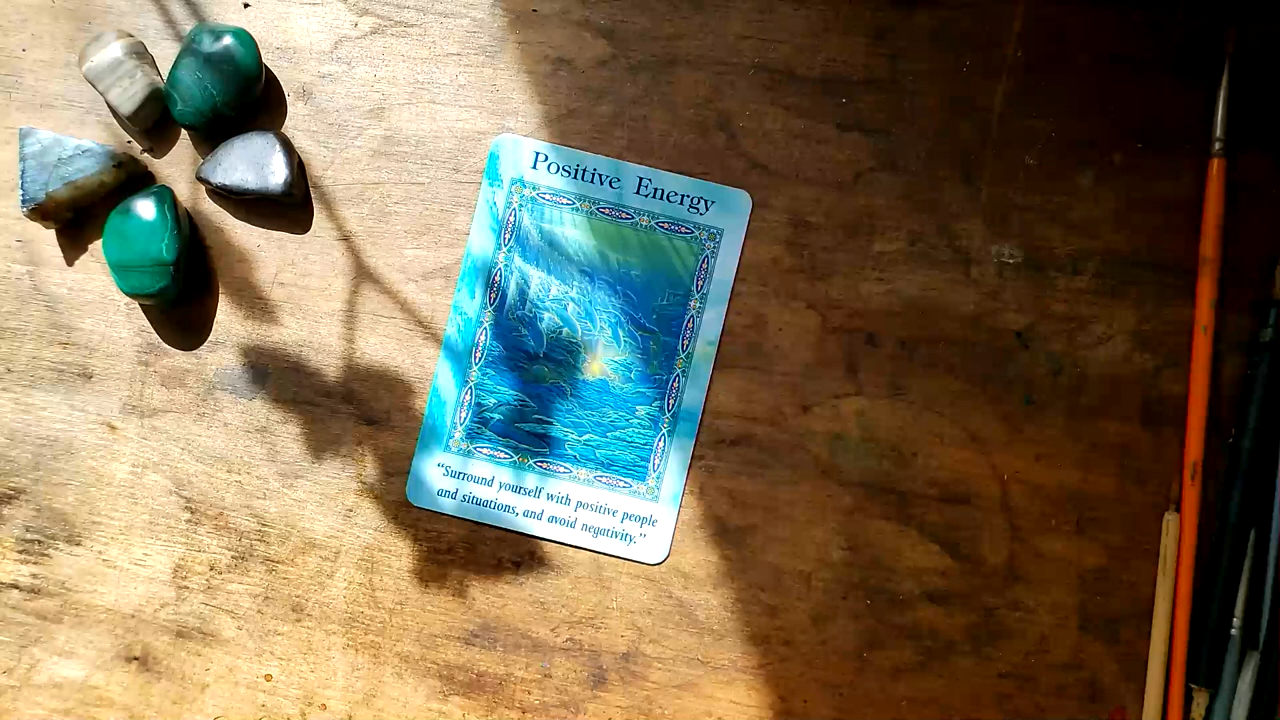 Positive Energy
“Surround yourself with positive people
and situations, and avoid negativity.”